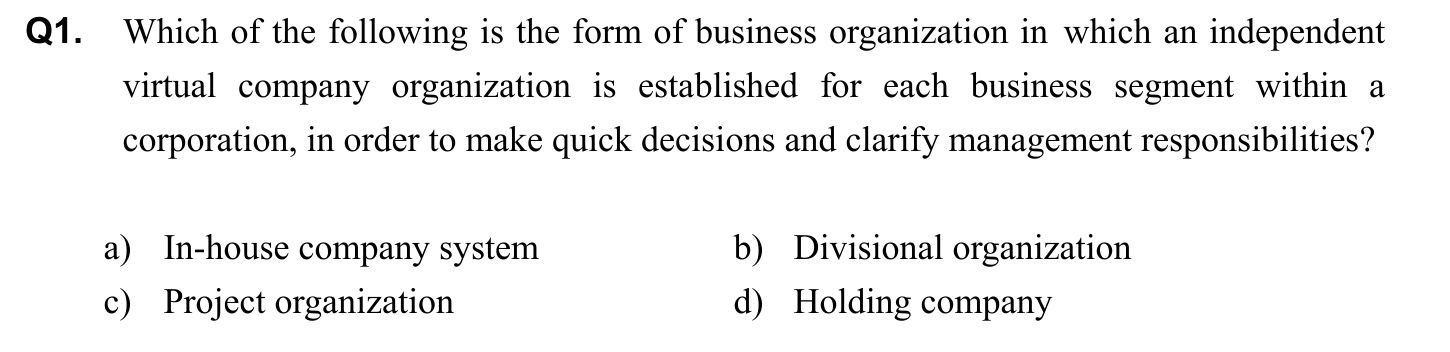 Q1. Which of the following is the form of business organization in which an independent
virtual company organization is established for each business segment within a
corporation, in order to make quick decisions and clarify management responsibilities?
a) In-house company system b) Divisional organization
c) Project organization d) Holding company